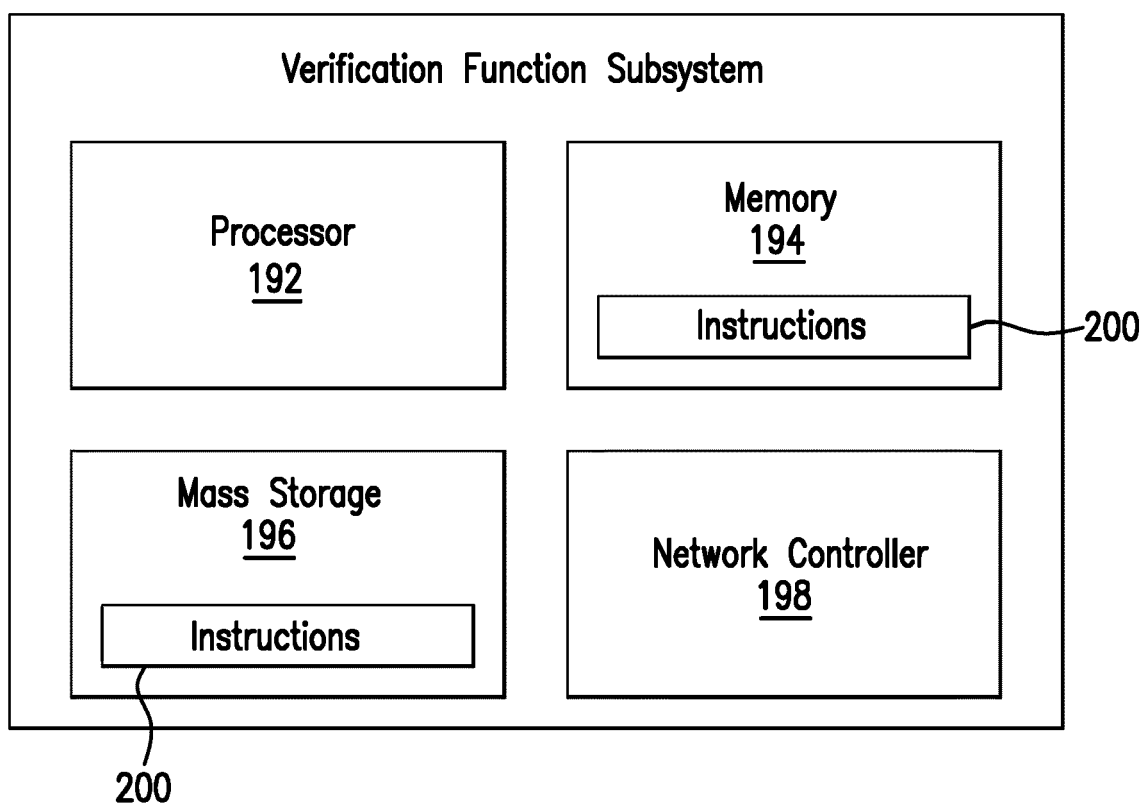 Verification Function Subsystem
Processor
192
Memory
194
Instructions
200
Mass Storage
196
Instructions
200
Network Controller
198